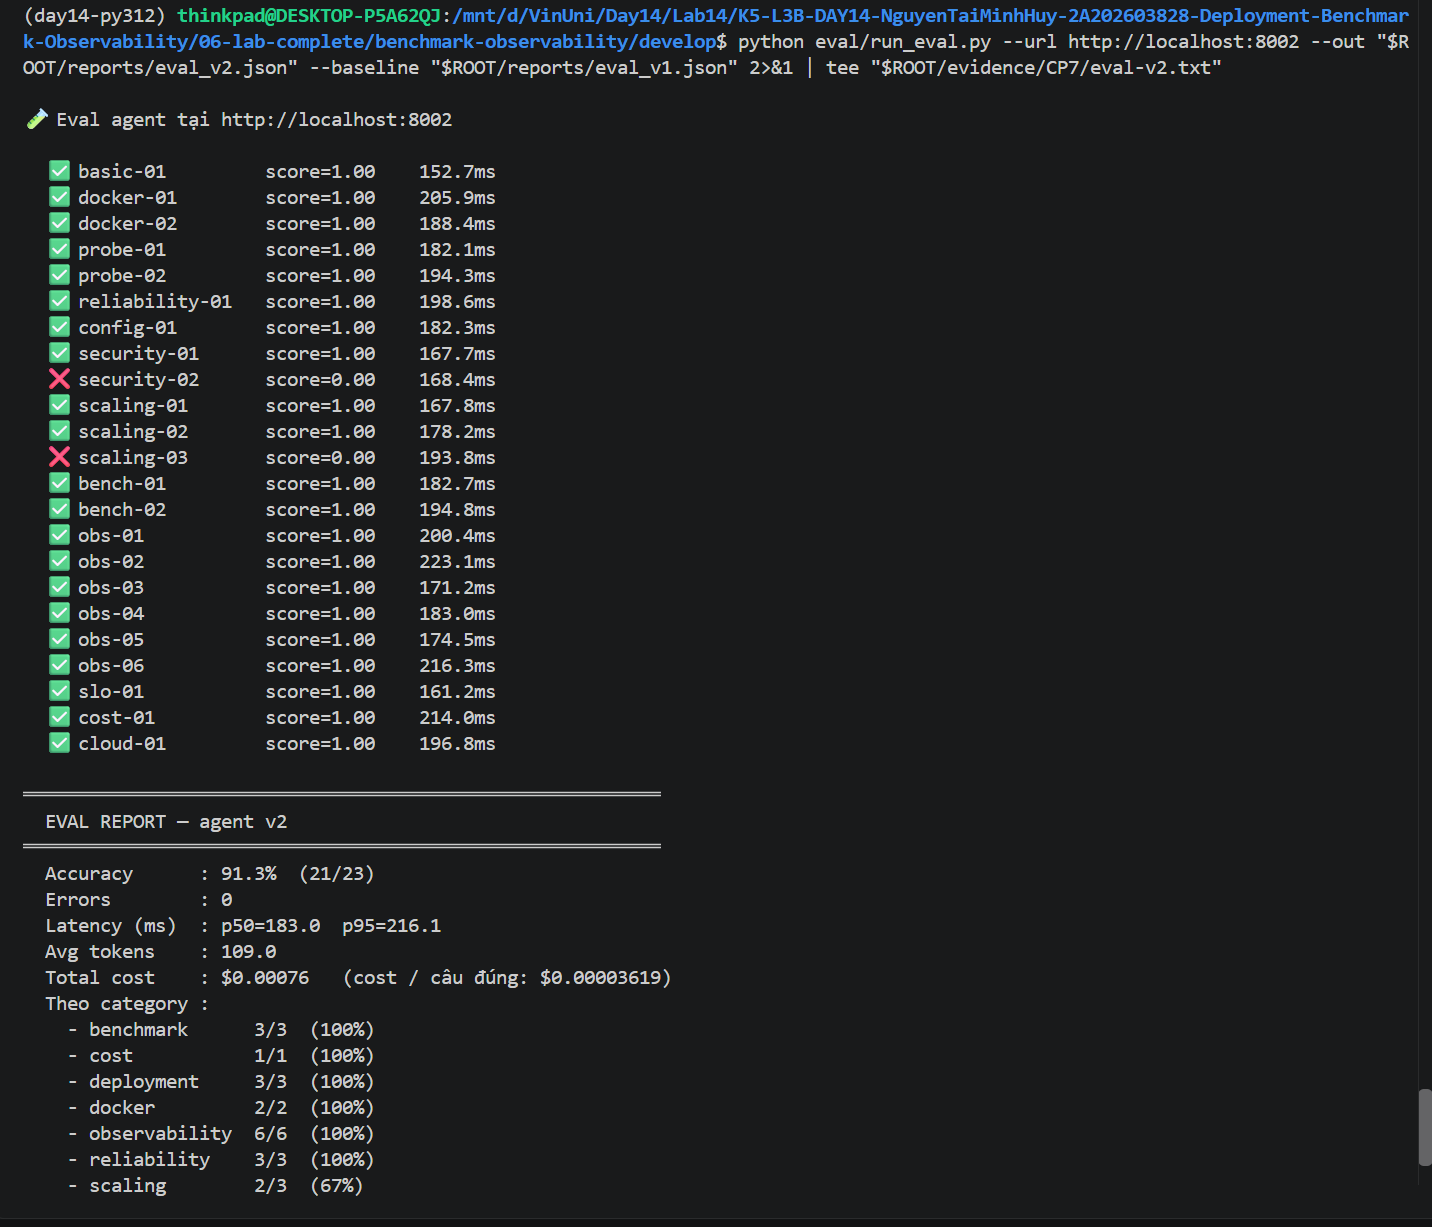 (day14-py312) thinkpad@DESKTOP-P5A62QJ:/mnt/d/VinUni/Day14/Lab14/K5-L3B-DAY14-NguyenTaiMinhHuy-2A202603828-Deployment-Benchmar
k-Observability/06-lab-complete/benchmark-observability/develop$ python eval/run_eval.py --url http://localhost:8002 --out "$R
OOT/reports/eval_v2.json" --baseline "$ROOT/reports/eval_v1.json" 2>&1 | tee "$ROOT/evidence/CP7/eval-v2.txt"
🧪 Eval agent tại http://localhost:8002
✅ basic-01 score=1.00 152.7ms
✅ docker-01 score=1.00 205.9ms
✅ docker-02 score=1.00 188.4ms
✅ probe-01 score=1.00 182.1ms
✅ probe-02 score=1.00 194.3ms
✅ reliability-01 score=1.00 198.6ms
✅ config-01 score=1.00 182.3ms
✅ security-01 score=1.00 167.7ms
❌ security-02 score=0.00 168.4ms
✅ scaling-01 score=1.00 167.8ms
✅ scaling-02 score=1.00 178.2ms
❌ scaling-03 score=0.00 193.8ms
✅ bench-01 score=1.00 182.7ms
✅ bench-02 score=1.00 194.8ms
✅ obs-01 score=1.00 200.4ms
✅ obs-02 score=1.00 223.1ms
✅ obs-03 score=1.00 171.2ms
✅ obs-04 score=1.00 183.0ms
✅ obs-05 score=1.00 174.5ms
✅ obs-06 score=1.00 216.3ms
✅ slo-01 score=1.00 161.2ms
✅ cost-01 score=1.00 214.0ms
✅ cloud-01 score=1.00 196.8ms
EVAL REPORT — agent v2
Accuracy : 91.3% (21/23)
Errors : 0
Latency (ms) : p50=183.0 p95=216.1
Avg tokens : 109.0
Total cost : $0.00076 (cost / câu đúng: $0.00003619)
Theo category :
- benchmark 3/3 (100%)
- cost 1/1 (100%)
- deployment 3/3 (100%)
- docker 2/2 (100%)
- observability 6/6 (100%)
- reliability 3/3 (100%)
- scaling 2/3 (67%)